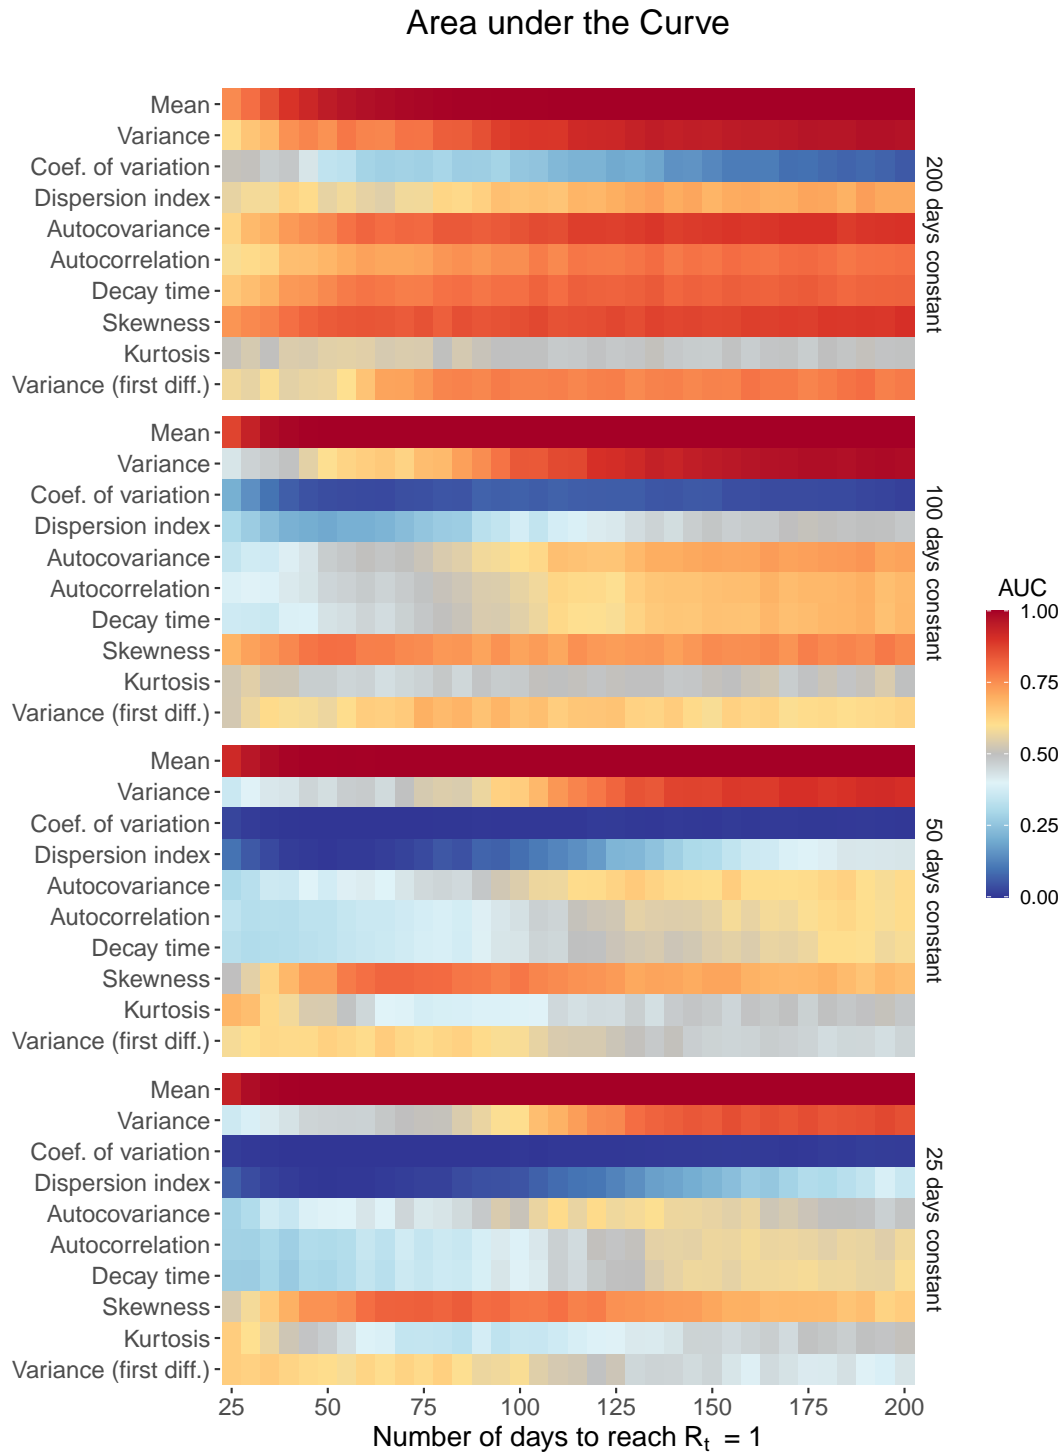 Area under the Curve
Mean
Variance
Coef. of variation
Dispersion index
Autocovariance
Autocorrelation
Decay time
Skewness
Kurtosis
Variance (first diff.)
200 days constant
Mean
Variance
Coef. of variation
Dispersion index
Autocovariance
Autocorrelation
Decay time
Skewness
Kurtosis
Variance (first diff.)
100 days constant
Mean
Variance
Coef. of variation
Dispersion index
Autocovariance
Autocorrelation
Decay time
Skewness
Kurtosis
Variance (first diff.)
50 days constant
Mean
Variance
Coef. of variation
Dispersion index
Autocovariance
Autocorrelation
Decay time
Skewness
Kurtosis
Variance (first diff.)
25 days constant
25 50 75 100 125 150 175 200
Number of days to reach Rₜ = 1
AUC
1.00
0.75
0.50
0.25
0.00